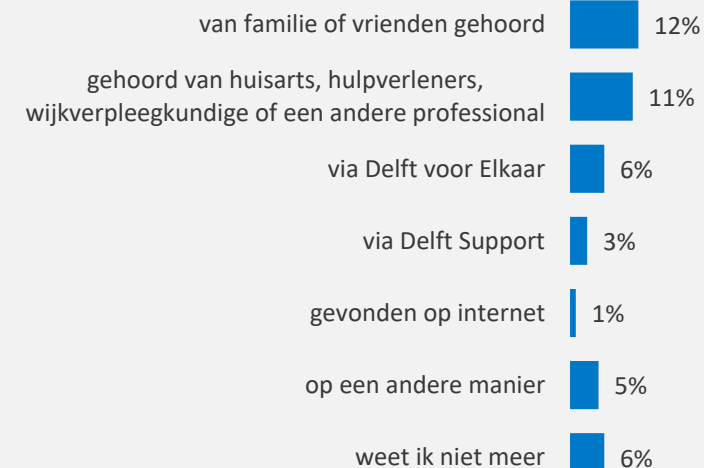 van familie of vrienden gehoord 12%
gehoord van huisarts, hulpverleners,
wijkverpleegkundige of een andere professional 11%
via Delft voor Elkaar 6%
via Delft Support 3%
gevonden op internet 1%
op een andere manier 5%
weet ik niet meer 6%